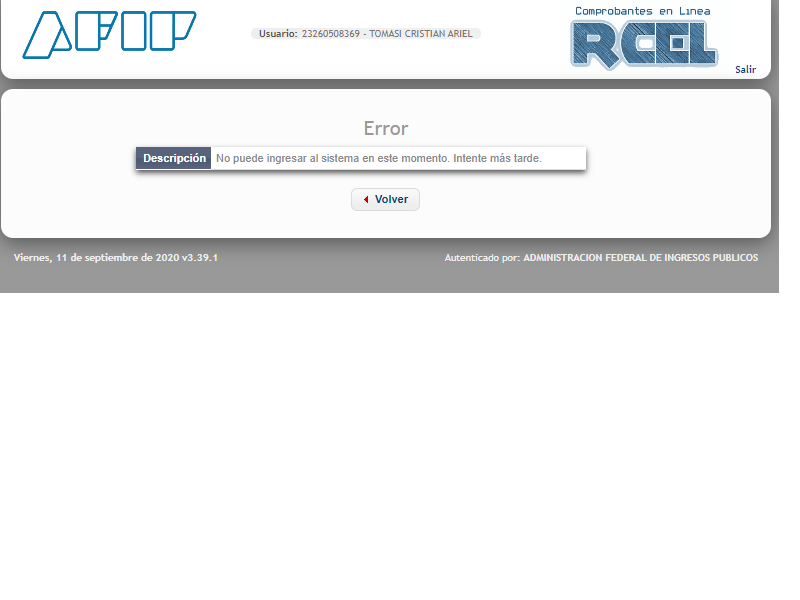 AFIP
Usuario: 23260508369 - TOMASI CRISTIAN ARIEL
Comprobantes en Línea
RCEL
Salir
Error
Descripción No puede ingresar al sistema en este momento. Intente más tarde.
Volver
Viernes, 11 de septiembre de 2020 v3.39.1
Autenticado por: ADMINISTRACION FEDERAL DE INGRESOS PUBLICOS